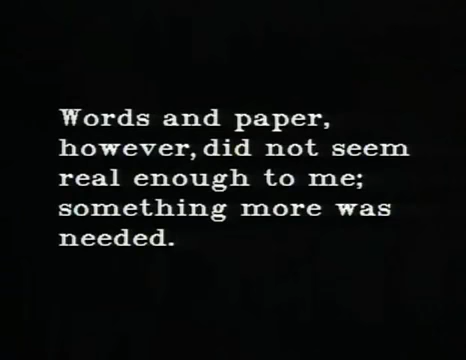 Words and paper,
however, did not seem
real enough to me;
something more was
needed.